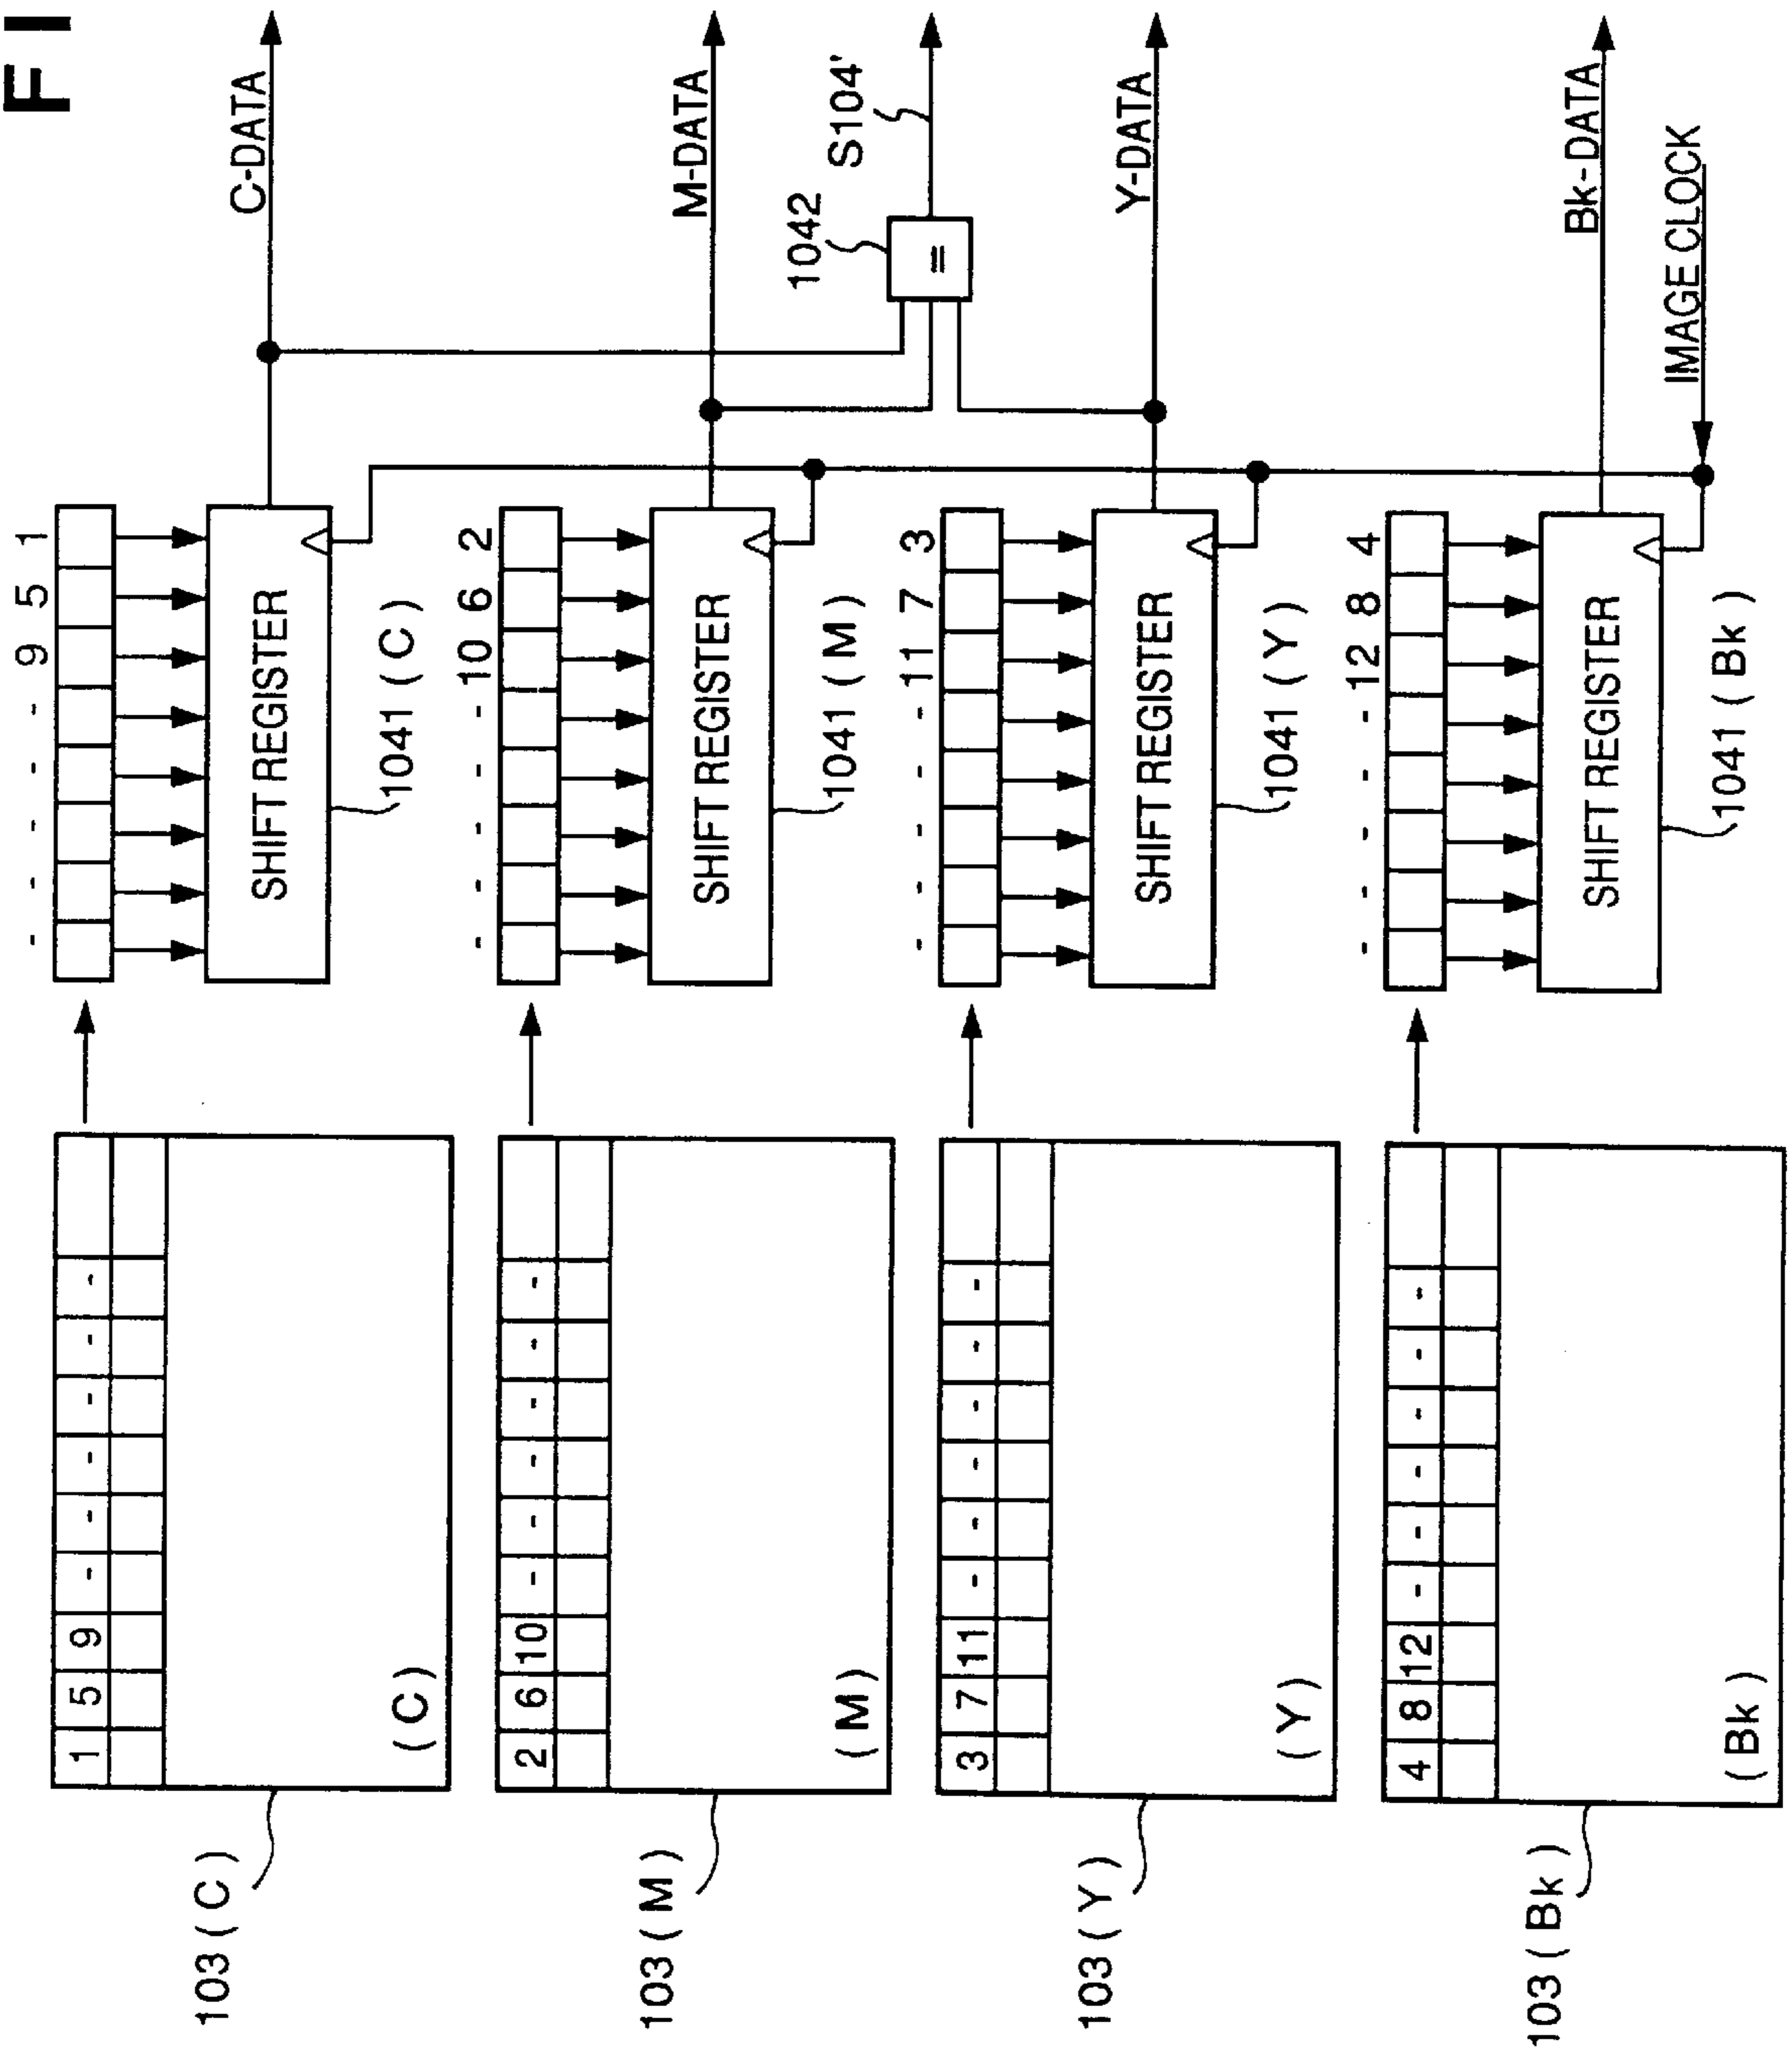 F I
103 ( C )
1 5 9 - - - - - -
( C )
- - - - - 9 5 1
SHIFT REGISTER
1041 ( C )
C-DATA
103 ( M )
2 6 10 - - - - - -
( M )
- - - - - 10 6 2
SHIFT REGISTER
1041 ( M )
M-DATA
1042
=
S104'
103 ( Y )
3 7 11 - - - - - -
( Y )
- - - - - 11 7 3
SHIFT REGISTER
1041 ( Y )
Y-DATA
103 ( Bk )
4 8 12 - - - - - -
( Bk )
- - - - - 12 8 4
SHIFT REGISTER
1041 ( Bk )
Bk-DATA
IMAGE CLOCK